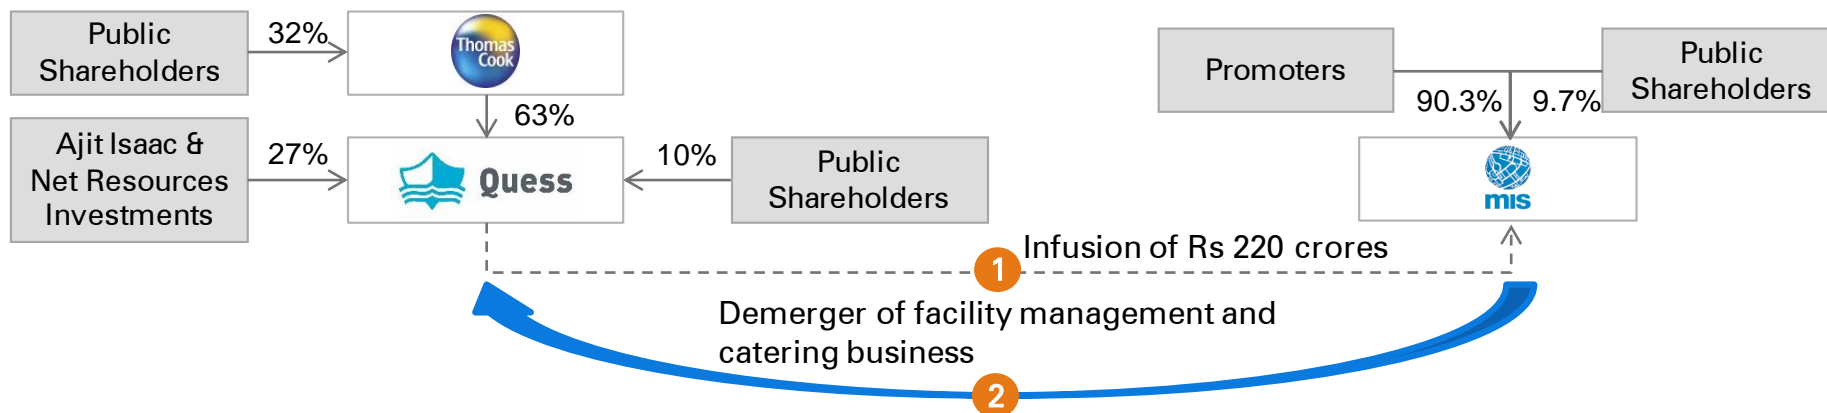 Public
Shareholders
32%
Thomas
Cook
Promoters
Public
Shareholders
90.3%
9.7%
63%
Ajit Isaac &
Net Resources
Investments
27%
Quess
10%
Public
Shareholders
mis
1
Infusion of Rs 220 crores
Demerger of facility management and
catering business
2